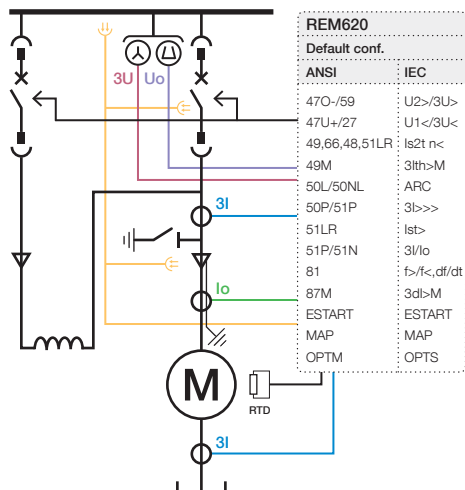 REM620
Default conf.
ANSI IEC
47O-/59 U2>/3U>
47U+/27 U1</3U<
49,66,48,51LR Is2t n<
49M 3Ith>M
50L/50NL ARC
50P/51P 3I>>>
51LR Ist>
51P/51N 3I/Io
81 f>/f<,df/dt
87M 3dI>M
ESTART ESTART
MAP MAP
OPTM OPTS
3U Uo
3I
Io
M
RTD
3I